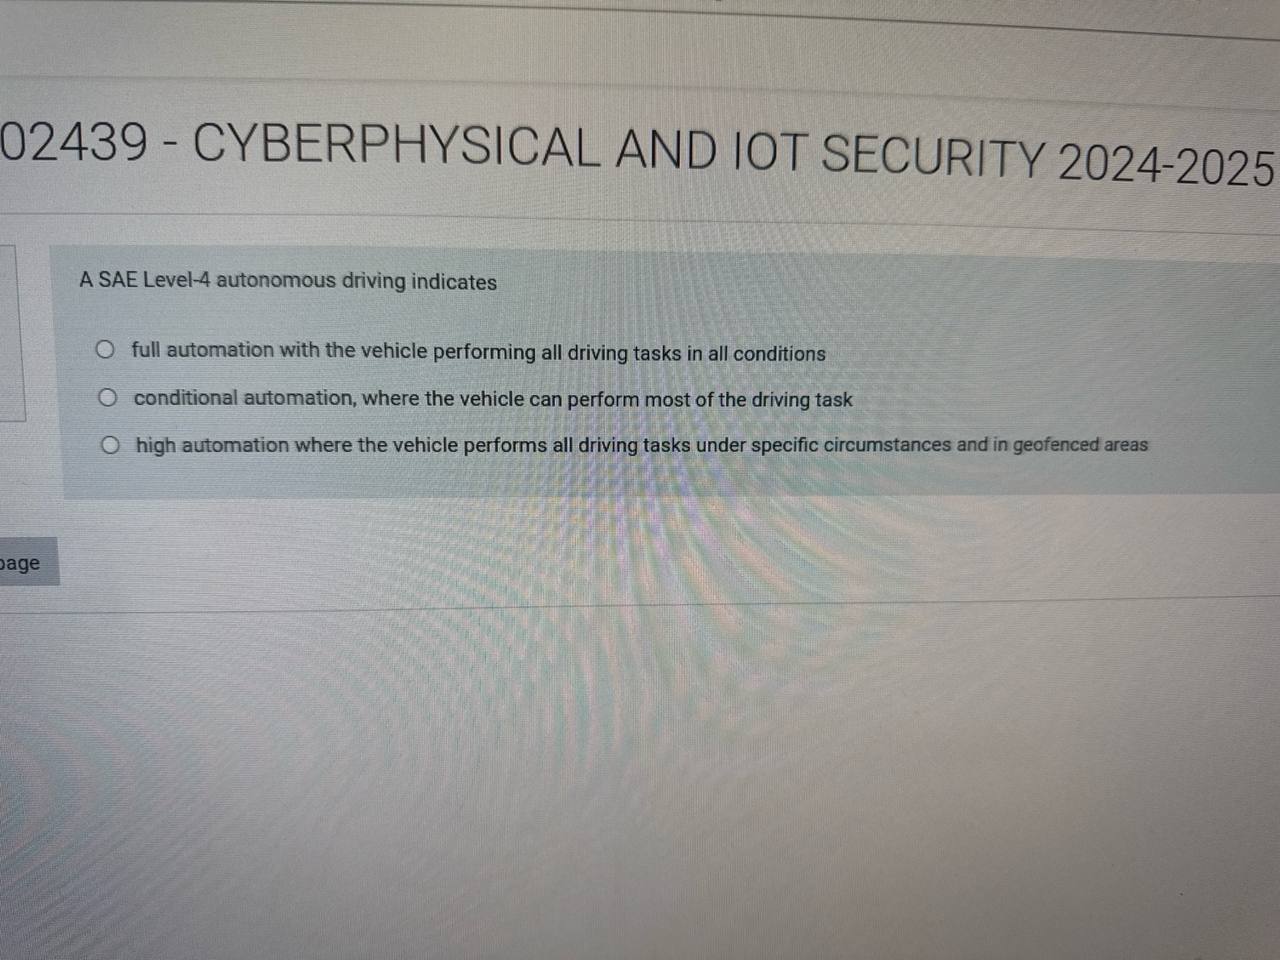 02439 - CYBERPHYSICAL AND IOT SECURITY 2024-2025
A SAE Level-4 autonomous driving indicates
full automation with the vehicle performing all driving tasks in all conditions
conditional automation, where the vehicle can perform most of the driving task
high automation where the vehicle performs all driving tasks under specific circumstances and in geofenced areas
page